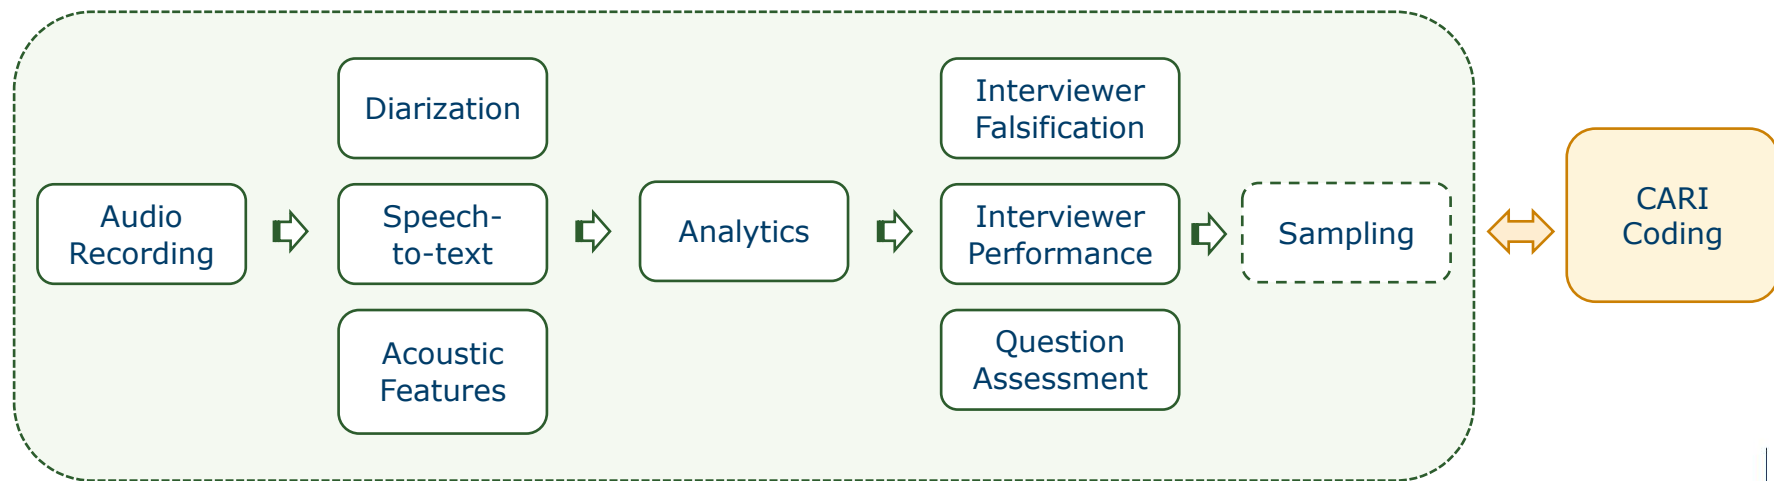 Audio
Recording
Diarization
Speech-
to-text
Acoustic
Features
Analytics
Interviewer
Falsification
Interviewer
Performance
Question
Assessment
Sampling
CARI
Coding